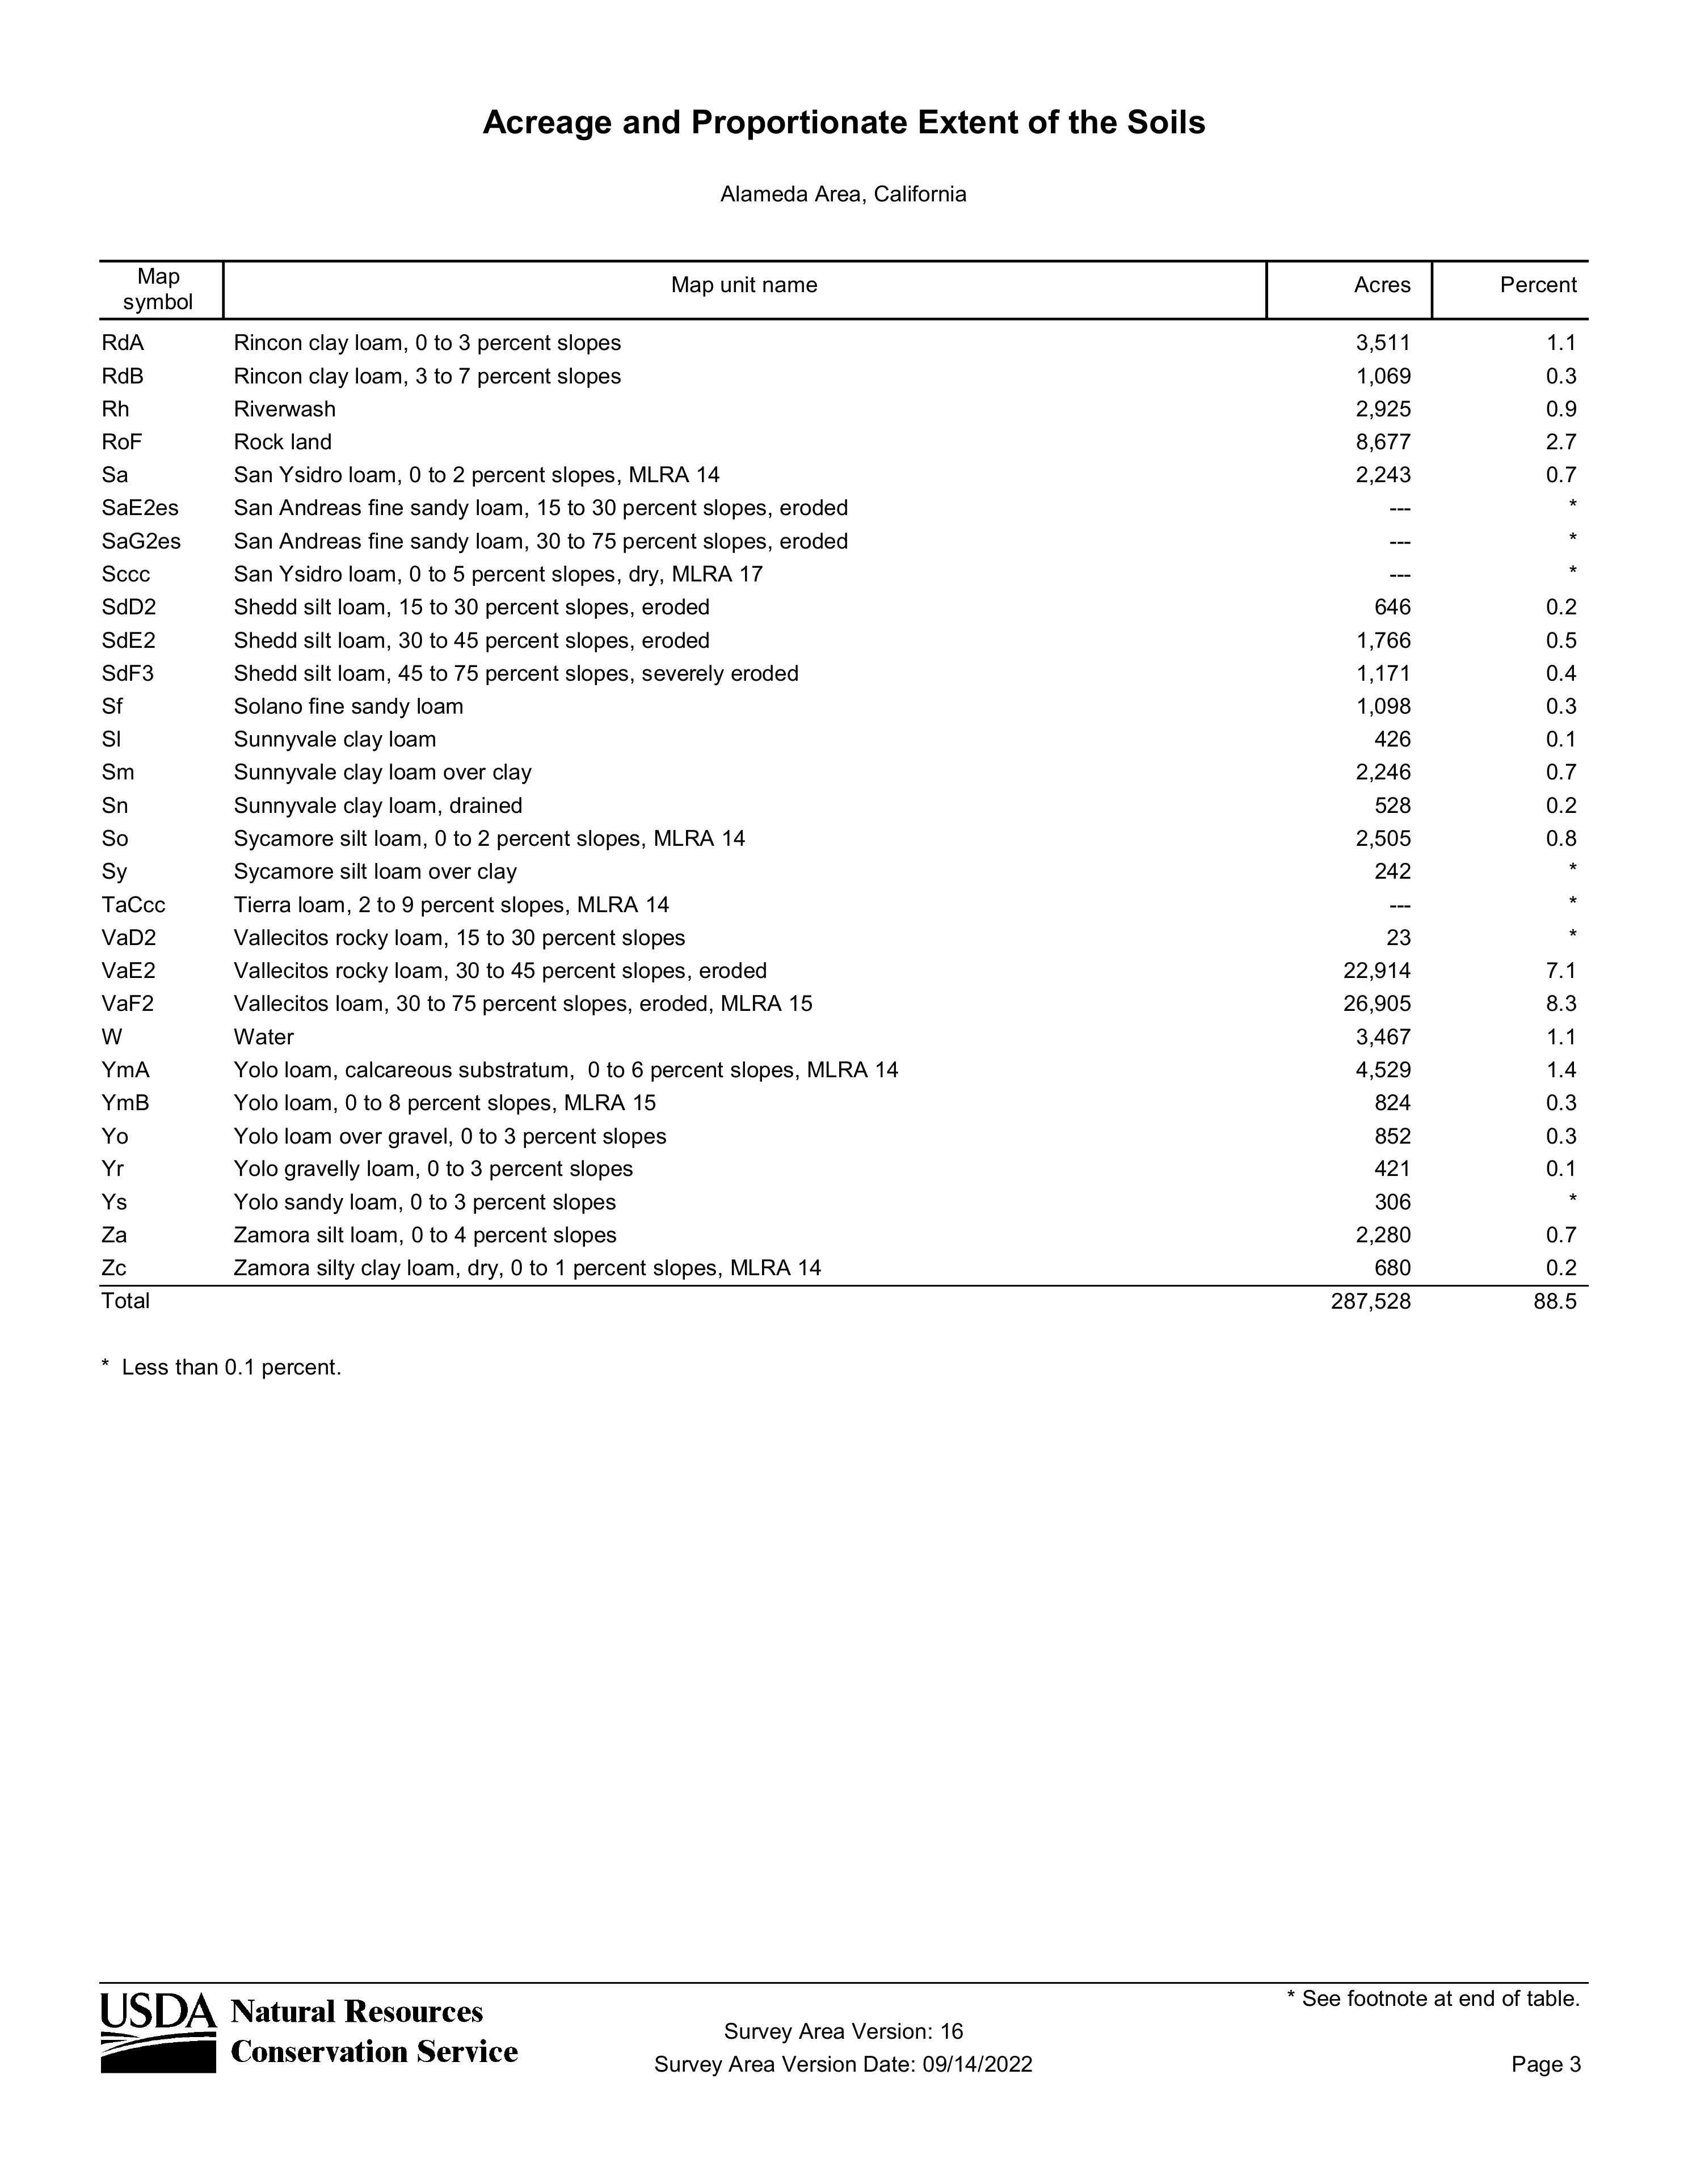 Acreage and Proportionate Extent of the Soils
Alameda Area, California
Map symbol Map unit name Acres Percent
RdA Rincon clay loam, 0 to 3 percent slopes 3,511 1.1
RdB Rincon clay loam, 3 to 7 percent slopes 1,069 0.3
Rh Riverwash 2,925 0.9
RoF Rock land 8,677 2.7
Sa San Ysidro loam, 0 to 2 percent slopes, MLRA 14 2,243 0.7
SaE2es San Andreas fine sandy loam, 15 to 30 percent slopes, eroded --- *
SaG2es San Andreas fine sandy loam, 30 to 75 percent slopes, eroded --- *
Sccc San Ysidro loam, 0 to 5 percent slopes, dry, MLRA 17 --- *
SdD2 Shedd silt loam, 15 to 30 percent slopes, eroded 646 0.2
SdE2 Shedd silt loam, 30 to 45 percent slopes, eroded 1,766 0.5
SdF3 Shedd silt loam, 45 to 75 percent slopes, severely eroded 1,171 0.4
Sf Solano fine sandy loam 1,098 0.3
Sl Sunnyvale clay loam 426 0.1
Sm Sunnyvale clay loam over clay 2,246 0.7
Sn Sunnyvale clay loam, drained 528 0.2
So Sycamore silt loam, 0 to 2 percent slopes, MLRA 14 2,505 0.8
Sy Sycamore silt loam over clay 242 *
TaCcc Tierra loam, 2 to 9 percent slopes, MLRA 14 --- *
VaD2 Vallecitos rocky loam, 15 to 30 percent slopes 23 *
VaE2 Vallecitos rocky loam, 30 to 45 percent slopes, eroded 22,914 7.1
VaF2 Vallecitos loam, 30 to 75 percent slopes, eroded, MLRA 15 26,905 8.3
W Water 3,467 1.1
YmA Yolo loam, calcareous substratum, 0 to 6 percent slopes, MLRA 14 4,529 1.4
YmB Yolo loam, 0 to 8 percent slopes, MLRA 15 824 0.3
Yo Yolo loam over gravel, 0 to 3 percent slopes 852 0.3
Yr Yolo gravelly loam, 0 to 3 percent slopes 421 0.1
Ys Yolo sandy loam, 0 to 3 percent slopes 306 *
Za Zamora silt loam, 0 to 4 percent slopes 2,280 0.7
Zc Zamora silty clay loam, dry, 0 to 1 percent slopes, MLRA 14 680 0.2
Total 287,528 88.5
* Less than 0.1 percent.
* See footnote at end of table.
USDA Natural Resources
Conservation Service
Survey Area Version: 16
Survey Area Version Date: 09/14/2022
Page 3